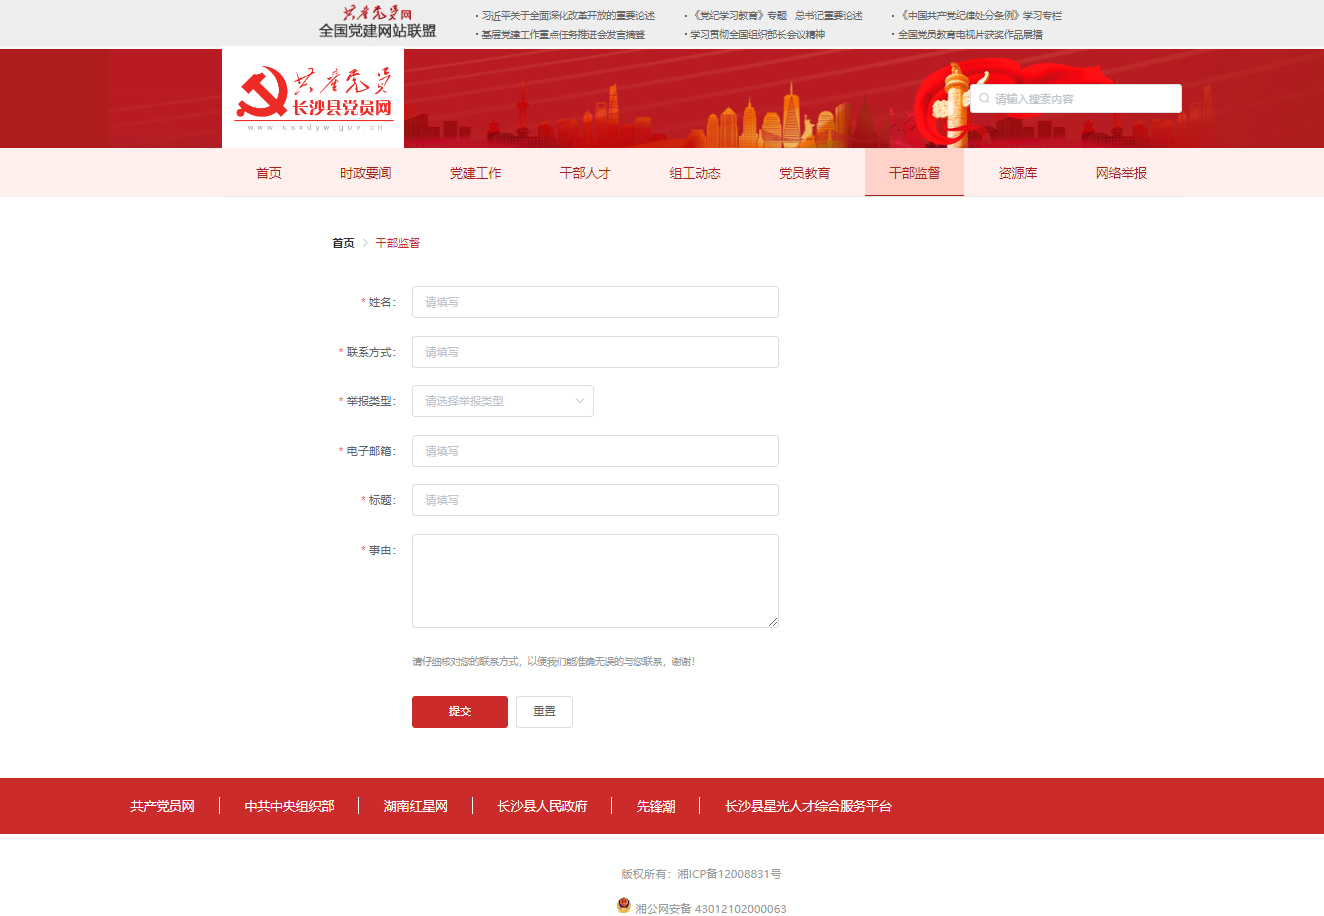 共产党员网
全国党建网站联盟
· 习近平关于全面深化改革开放的重要论述
· 《党纪学习教育》专题 总书记重要论述
· 《中国共产党纪律处分条例》学习专栏
· 基层党建工作重点任务推进会发言摘登
· 学习贯彻全国组织部长会议精神
· 全国党员教育电视片获奖作品展播
共产党员
长沙县党员网
www.csxdyw.gov.cn
请输入搜索内容
首页 时政要闻 党建工作 干部人才 组工动态 党员教育 干部监督 资源库 网络举报
首页 > 干部监督
* 姓名：
请填写
* 联系方式：
请填写
* 举报类型：
请选择举报类型
* 电子邮箱：
请填写
* 标题：
请填写
* 事由：
请仔细核对您的联系方式，以便我们能准确无误的与您联系，谢谢！
提交 重置
共产党员网 中共中央组织部 湖南红星网 长沙县人民政府 先锋潮 长沙县星光人才综合服务平台
版权所有：湘ICP备12008831号
湘公网安备 43012102000063